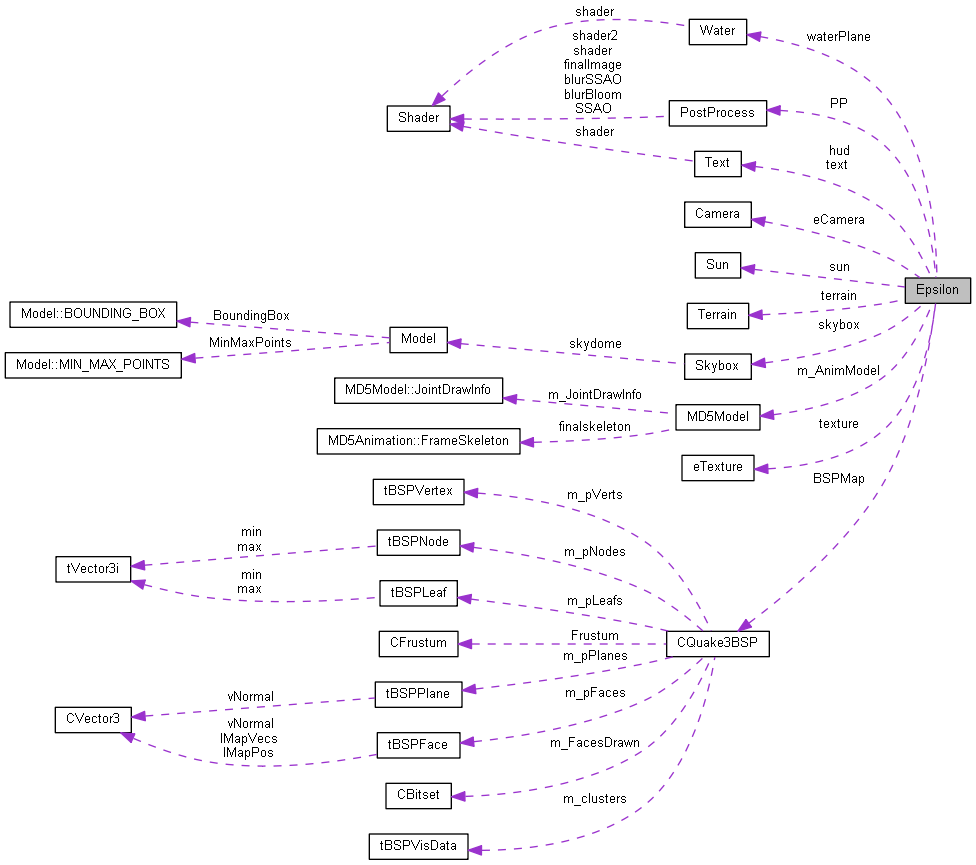 shader
Water
waterPlane
shader2
shader
finalImage
blurSSAO
blurBloom
SSAO
Shader
PostProcess
PP
shader
Text
hud
text
Camera
eCamera
Sun
sun
Epsilon
Model::BOUNDING_BOX
BoundingBox
Terrain
terrain
Model
skydome
skybox
Model::MIN_MAX_POINTS
MinMaxPoints
Skybox
m_AnimModel
MD5Model::JointDrawInfo
m_JointDrawInfo
MD5Model
MD5Animation::FrameSkeleton
finalskeleton
texture
eTexture
BSPMap
tBSPVertex
m_pVerts
min
max
tBSPNode
m_pNodes
tVector3i
min
max
tBSPLeaf
m_pLeafs
CFrustum
Frustum
CQuake3BSP
m_pPlanes
vNormal
tBSPPlane
m_pFaces
CVector3
vNormal
lMapVecs
lMapPos
tBSPFace
m_FacesDrawn
CBitset
m_clusters
tBSPVisData